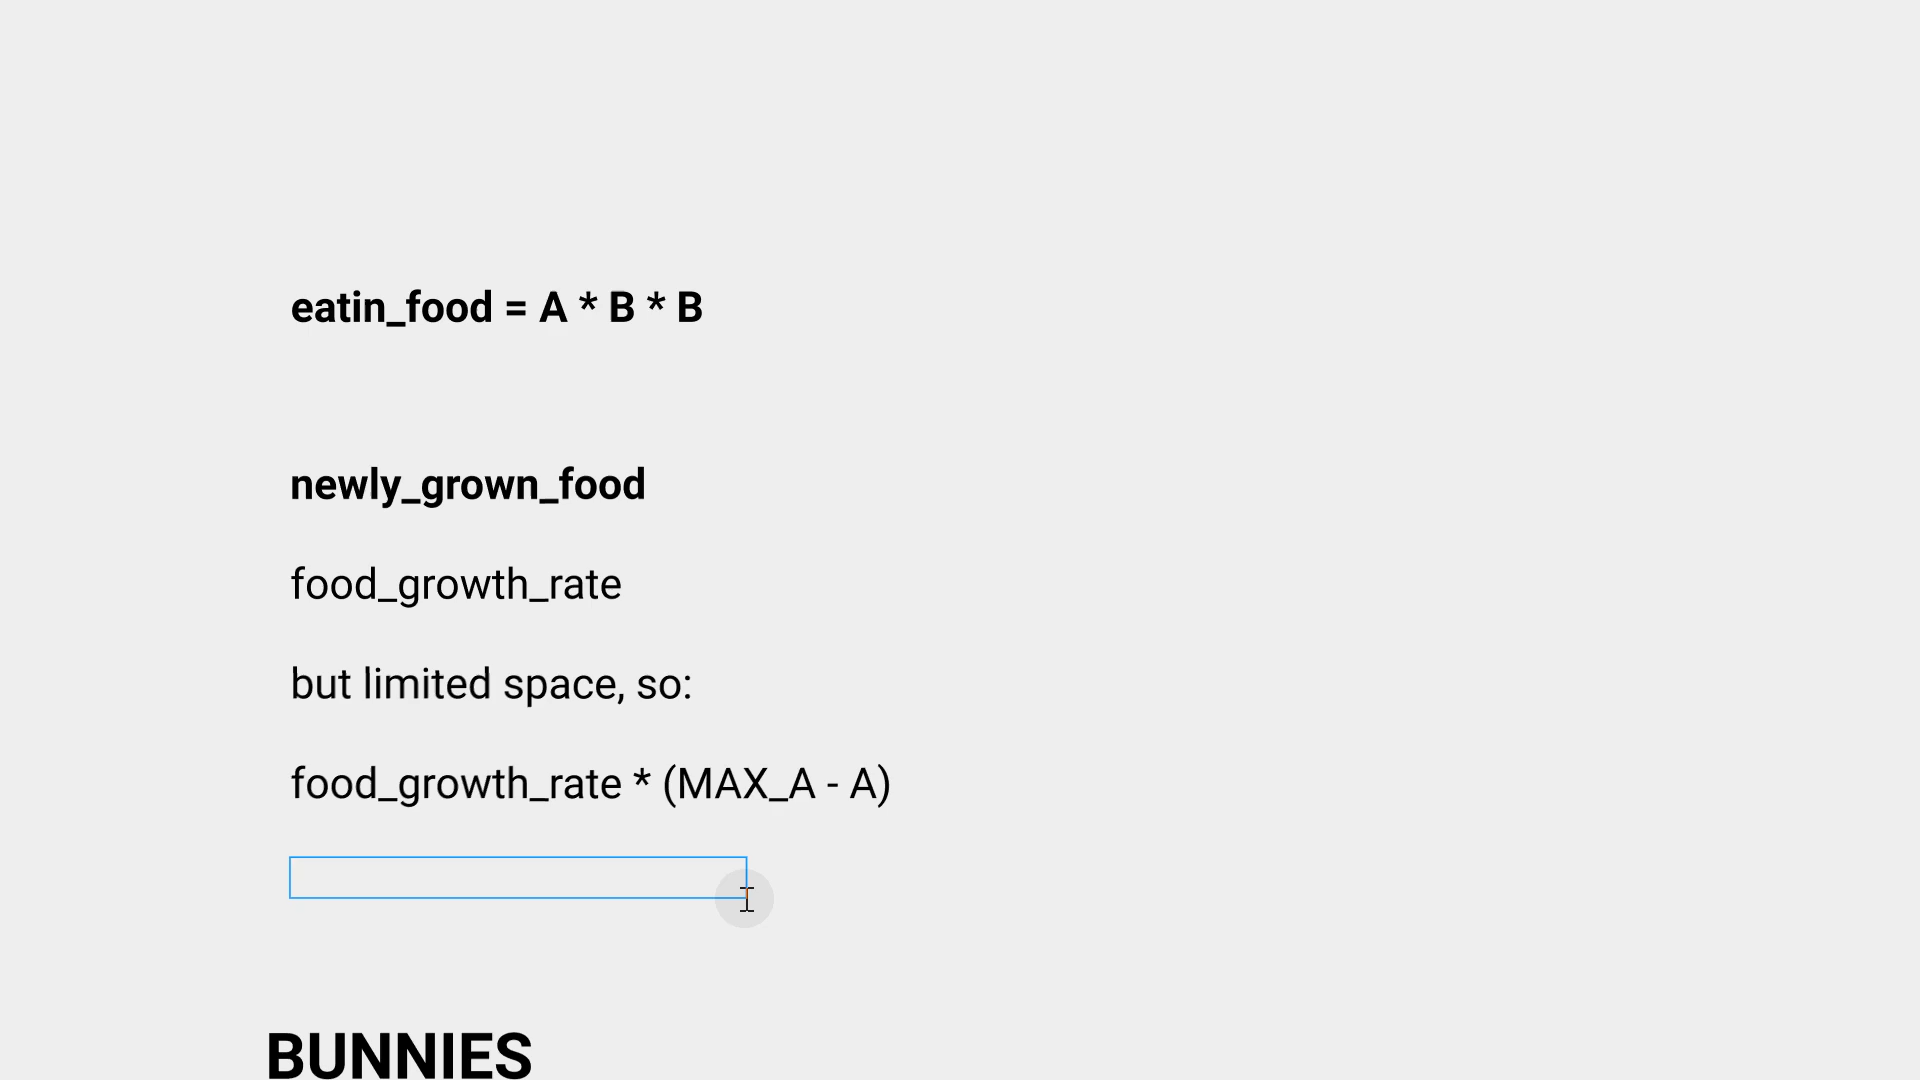 eatin_food = A * B * B
newly_grown_food
food_growth_rate
but limited space, so:
food_growth_rate * (MAX_A - A)
BUNNIES